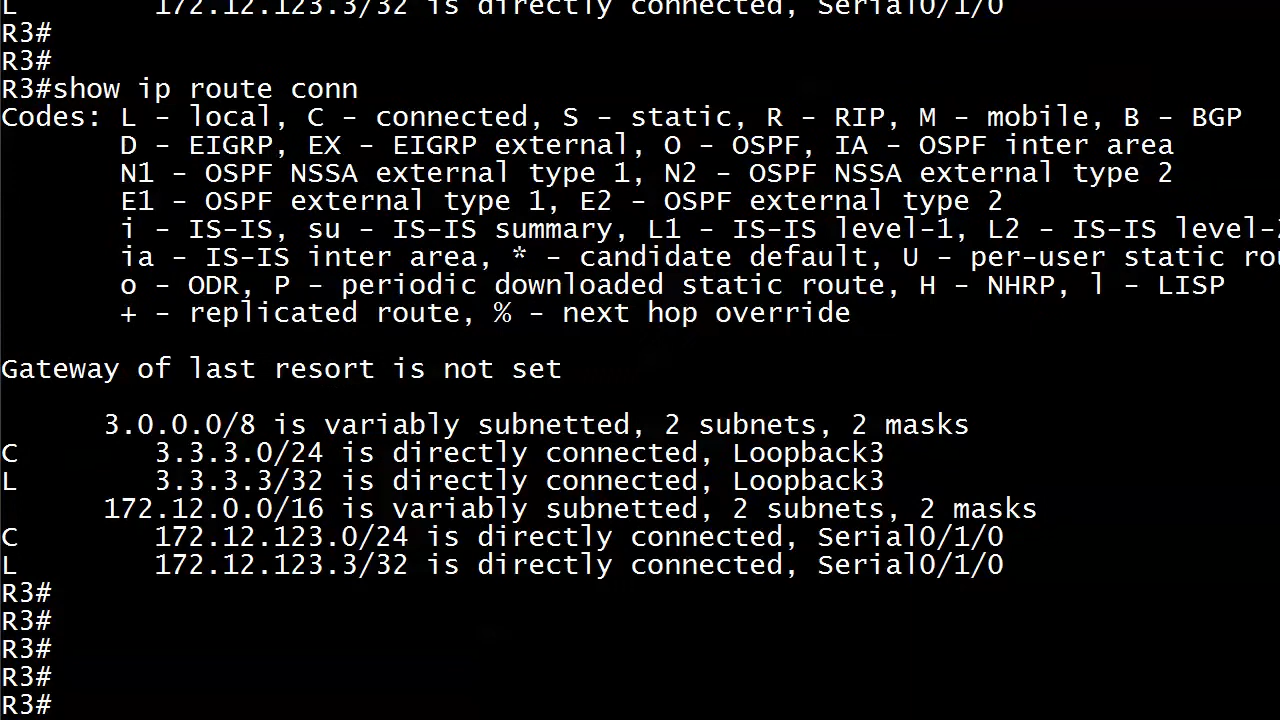 L        172.12.123.3/32 is directly connected, Serial0/1/0
R3#
R3#
R3#show ip route conn
Codes: L - local, C - connected, S - static, R - RIP, M - mobile, B - BGP
       D - EIGRP, EX - EIGRP external, O - OSPF, IA - OSPF inter area
       N1 - OSPF NSSA external type 1, N2 - OSPF NSSA external type 2
       E1 - OSPF external type 1, E2 - OSPF external type 2
       i - IS-IS, su - IS-IS summary, L1 - IS-IS level-1, L2 - IS-IS level-2
       ia - IS-IS inter area, * - candidate default, U - per-user static rou
       o - ODR, P - periodic downloaded static route, H - NHRP, l - LISP
       + - replicated route, % - next hop override
Gateway of last resort is not set
      3.0.0.0/8 is variably subnetted, 2 subnets, 2 masks
C        3.3.3.0/24 is directly connected, Loopback3
L        3.3.3.3/32 is directly connected, Loopback3
      172.12.0.0/16 is variably subnetted, 2 subnets, 2 masks
C        172.12.123.0/24 is directly connected, Serial0/1/0
L        172.12.123.3/32 is directly connected, Serial0/1/0
R3#
R3#
R3#
R3#
R3#